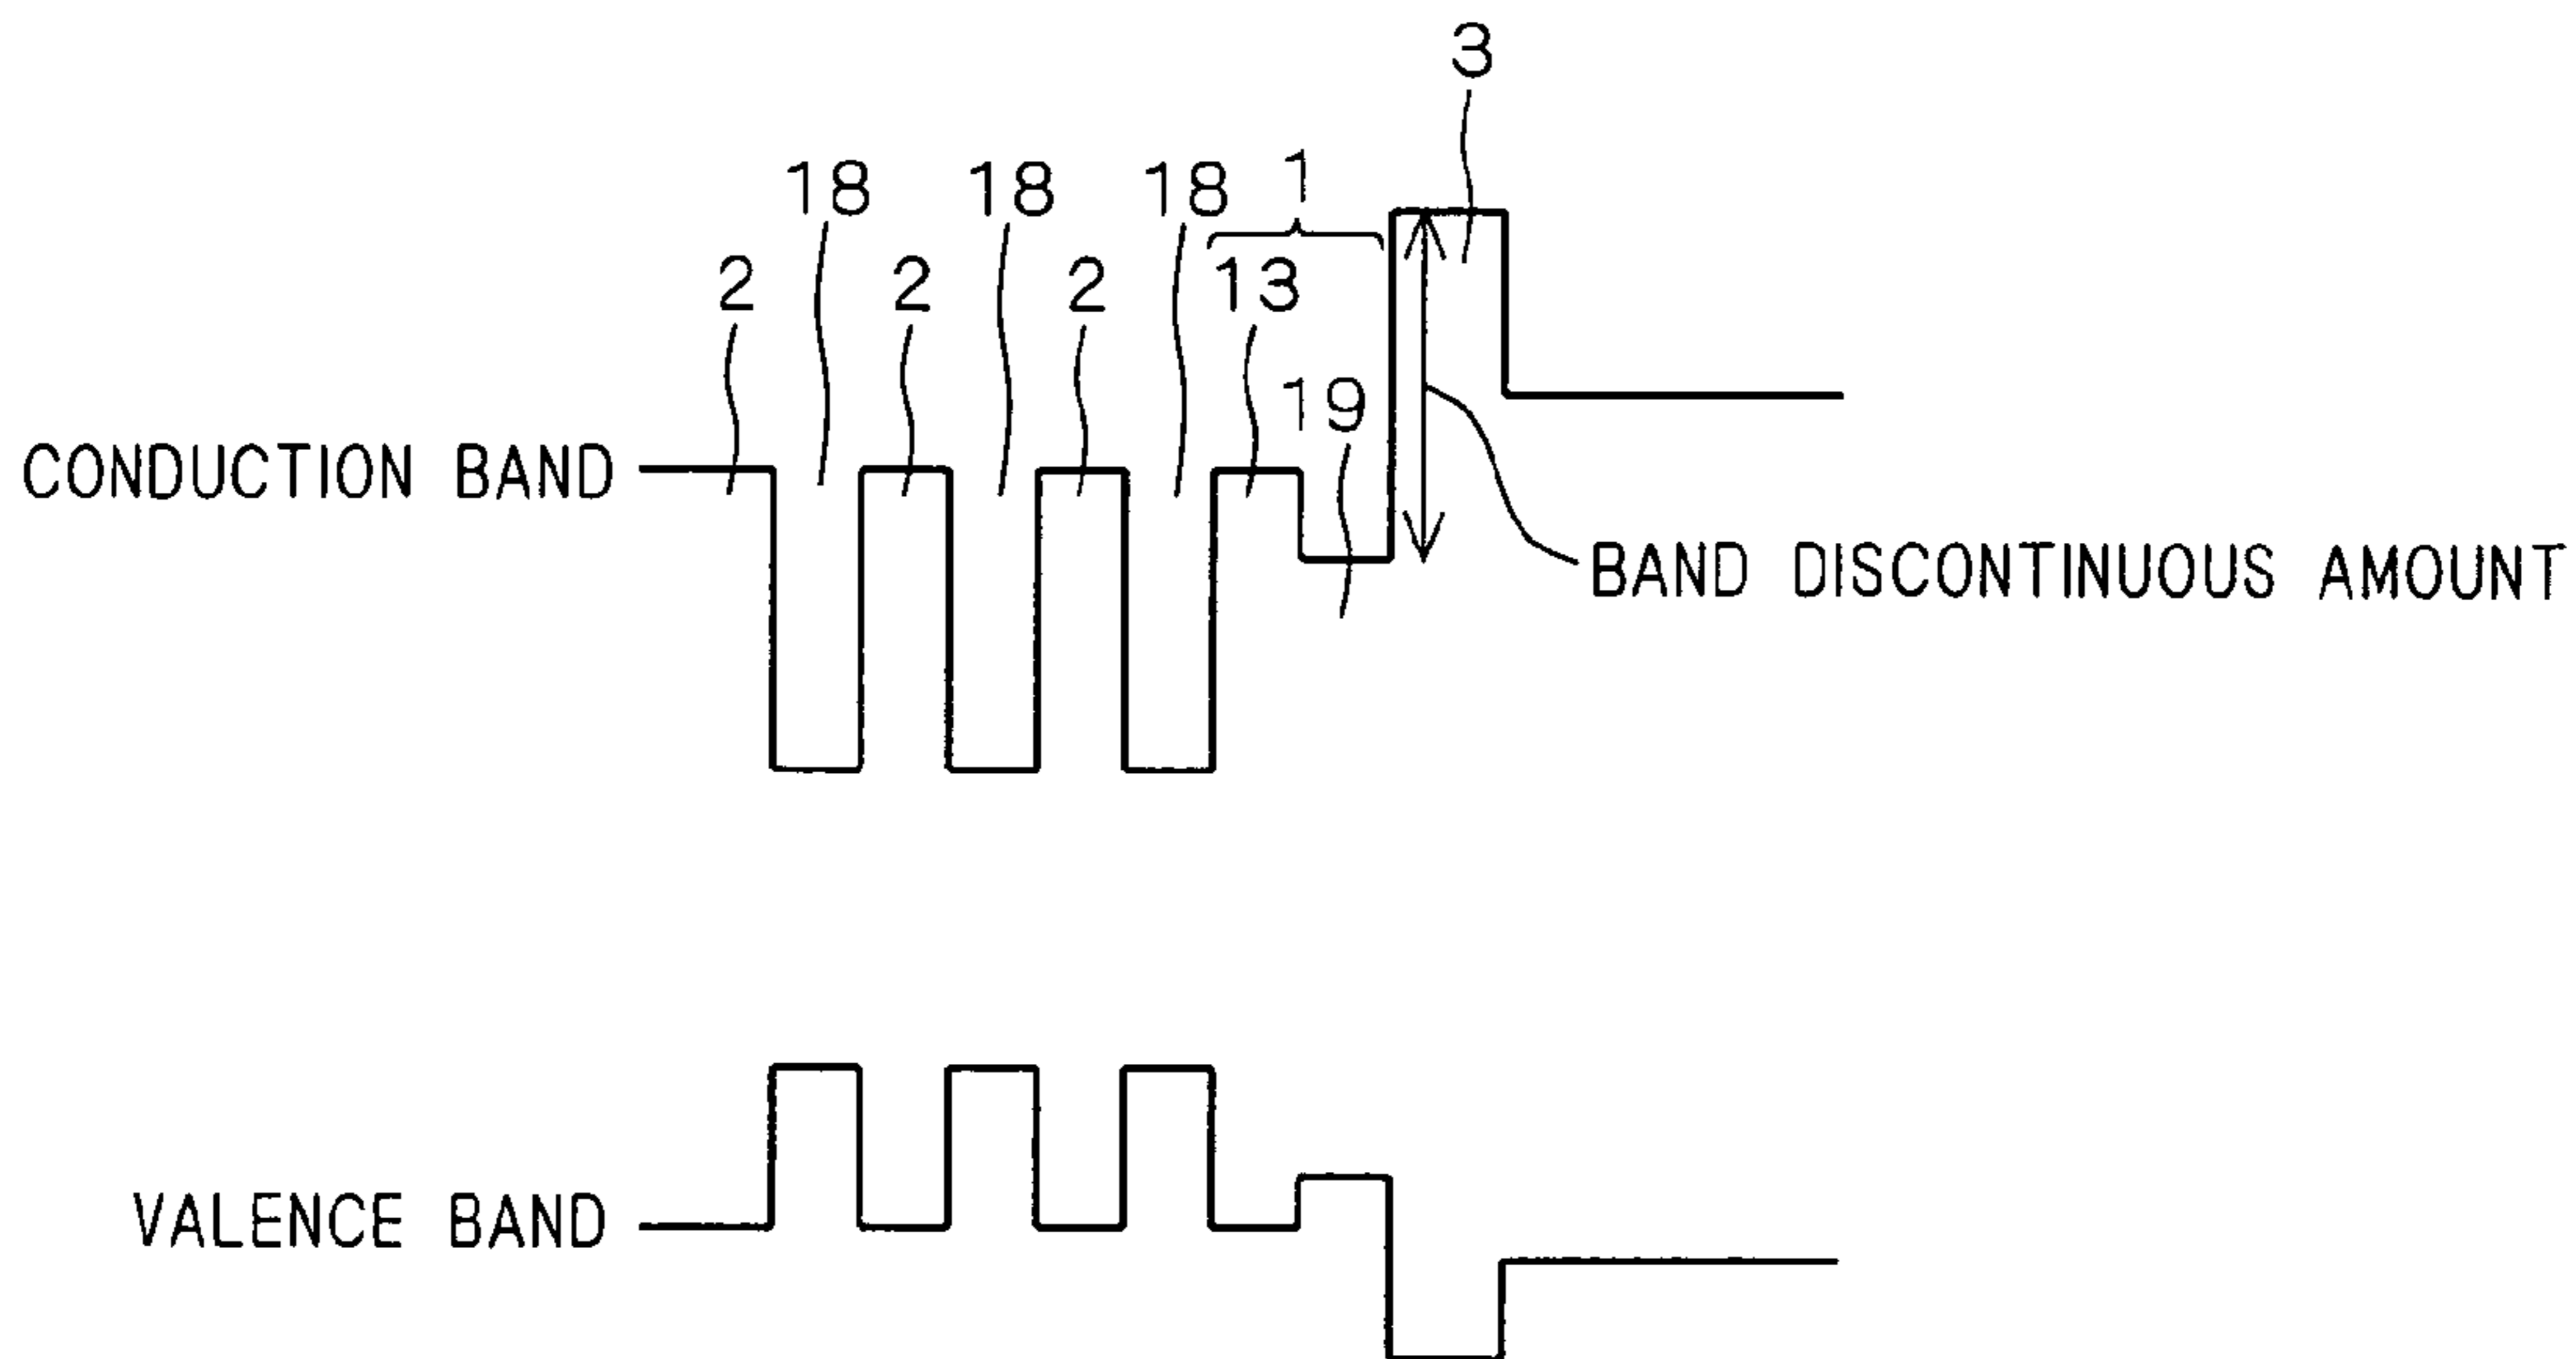 3
18 18 18 1
2 2 2 13
19
CONDUCTION BAND
BAND DISCONTINUOUS AMOUNT
VALENCE BAND